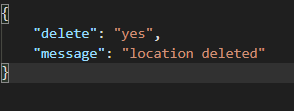 {
    "delete": "yes",
    "message": "location deleted"
}